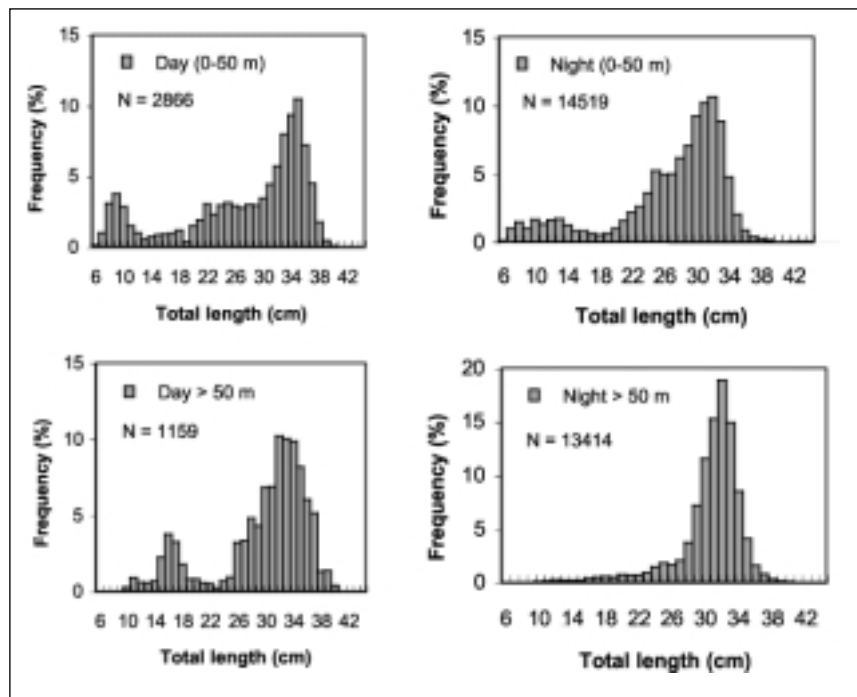 15
10
5
0
Frequency (%)
Day (0-50 m)
N = 2866
6 10 14 18 22 26 30 34 38 42
Total length (cm)
15
10
5
0
Frequency (%)
Night (0-50 m)
N = 14519
6 10 14 18 22 26 30 34 38 42
Total length (cm)
15
10
5
0
Frequency (%)
Day > 50 m
N = 1159
6 10 14 18 22 26 30 34 38 42
Total length (cm)
20
15
10
5
0
Frequency (%)
Night > 50 m
N = 13414
6 10 14 18 22 26 30 34 38 42
Total length (cm)